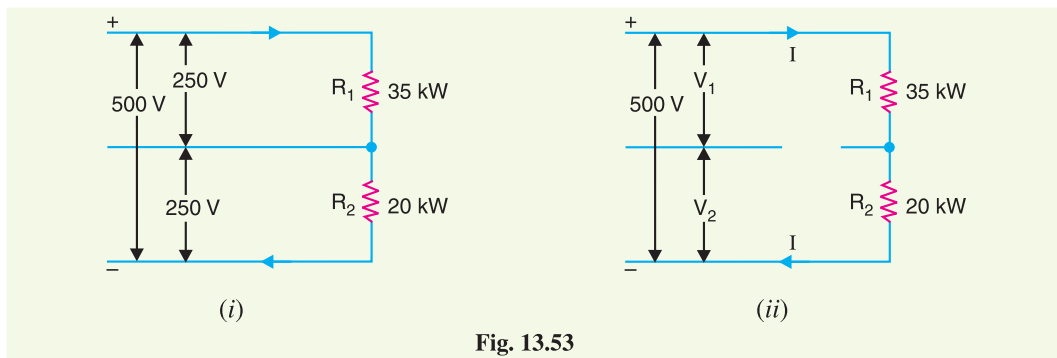 +
250 V
500 V
R1 35 kW
250 V
R2 20 kW
–
(i)
+
I
V1
500 V
R1 35 kW
V2
R2 20 kW
I
–
(ii)
Fig. 13.53